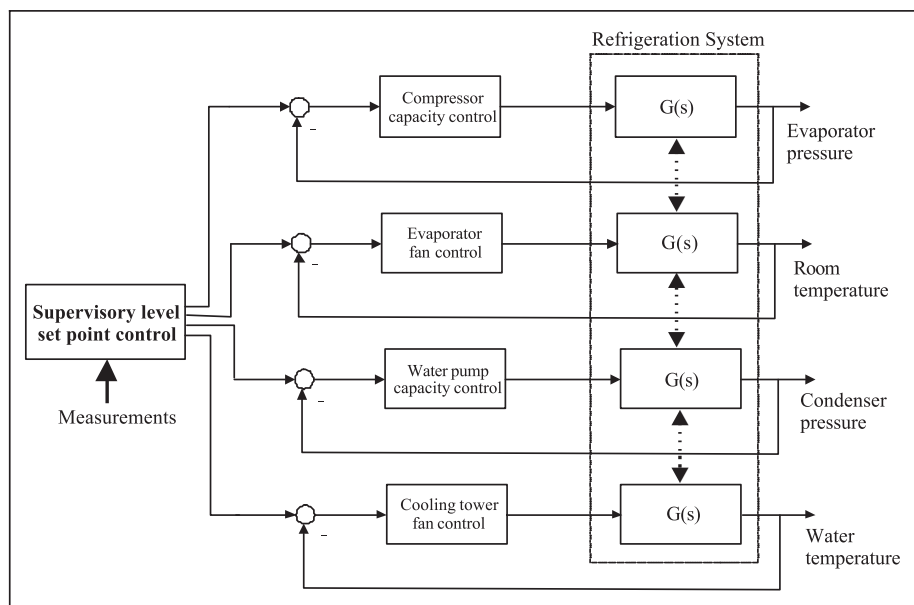 Refrigeration System
Compressor
capacity control
G(s)
Evaporator
pressure
–
Evaporator
fan control
G(s)
Room
temperature
–
Supervisory level
set point control
Measurements
Water pump
capacity control
G(s)
Condenser
pressure
–
Cooling tower
fan control
G(s)
Water
temperature
–